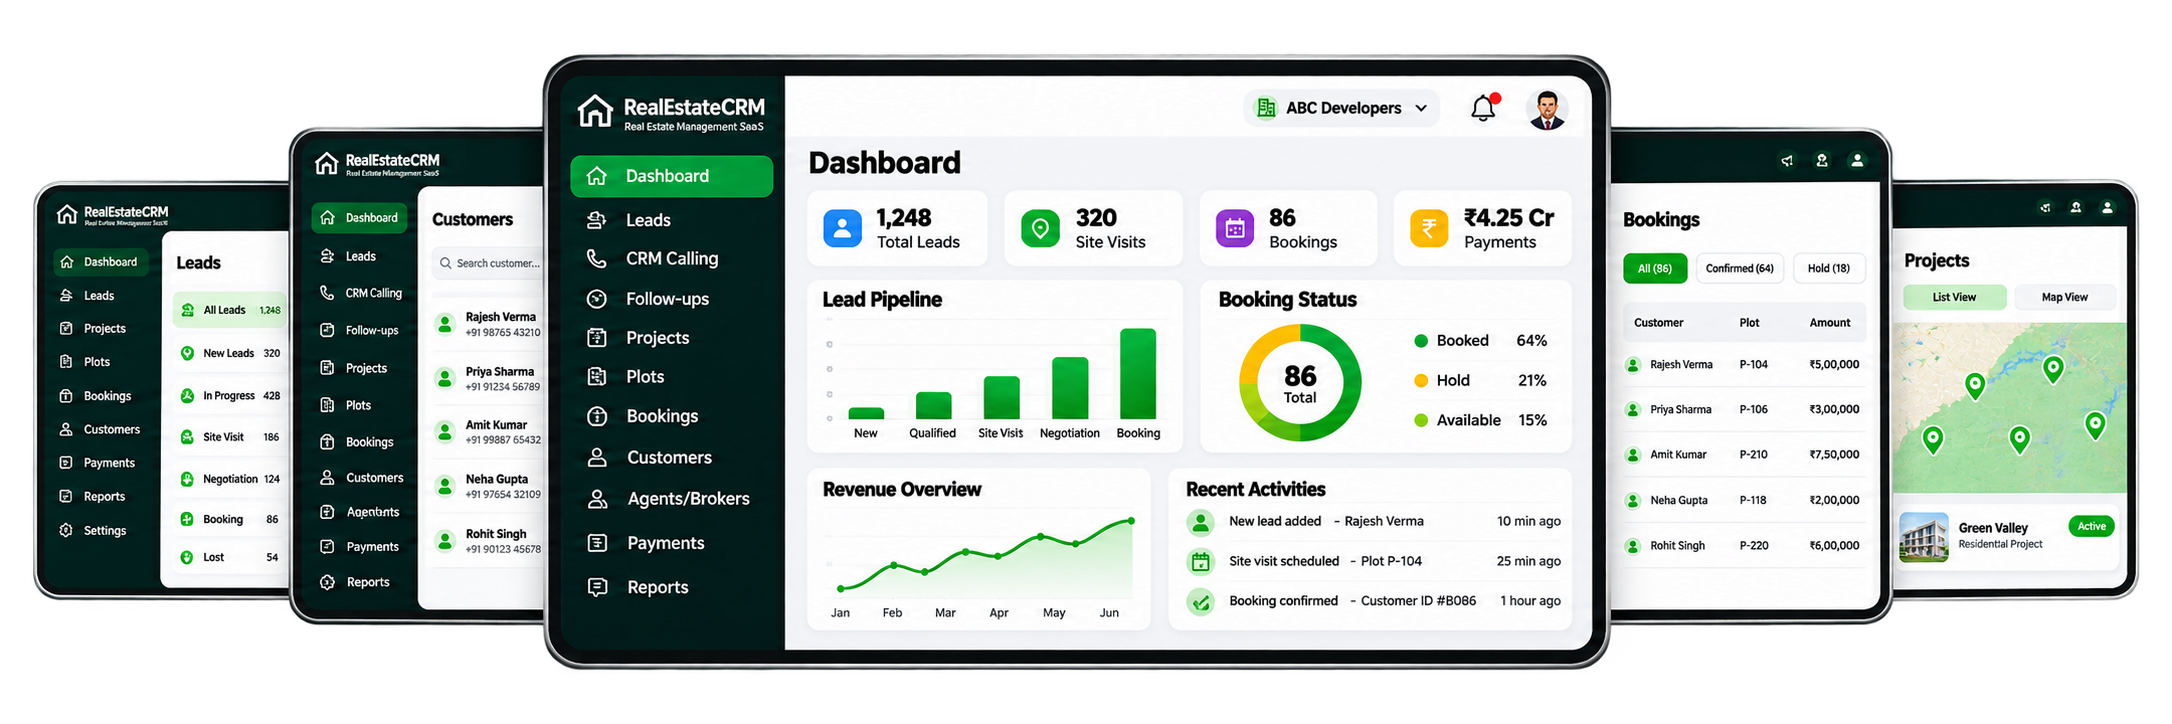 RealEstateCRM
Real Estate Management SaaS
Dashboard
Leads
Projects
Plots
Bookings
Customers
Payments
Reports
Settings
Leads
All Leads 1,248
New Leads 320
In Progress 428
Site Visit 186
Negotiation 124
Booking 86
Lost 54
RealEstateCRM
Real Estate Management SaaS
Dashboard
Leads
CRM Calling
Follow-ups
Projects
Plots
Bookings
Customers
Payments
Reports
Customers
Search customer...
Rajesh Verma
+91 98765 43210
Priya Sharma
+91 91234 56789
Amit Kumar
+91 99887 65432
Neha Gupta
+91 97654 32109
Rohit Singh
+91 90123 45678
RealEstateCRM
Real Estate Management SaaS
Dashboard
Leads
CRM Calling
Follow-ups
Projects
Plots
Bookings
Customers
Agents/Brokers
Payments
Reports
ABC Developers
Dashboard
1,248
Total Leads
320
Site Visits
86
Bookings
₹4.25 Cr
Payments
Lead Pipeline
New Qualified Site Visits Negotiation Booking
Booking Status
86
Total
Booked 64%
Hold 21%
Available 15%
Revenue Overview
Jan Feb Mar Apr May Jun
Recent Activities
New lead added - Rajesh Verma 10 min ago
Site visit scheduled - Plot P-104 25 min ago
Booking confirmed - Customer ID #B086 1 hour ago
Bookings
All (86) Confirmed (64) Hold (18)
Customer Plot Amount
Rajesh Verma P-104 ₹5,00,000
Priya Sharma P-106 ₹3,00,000
Amit Kumar P-210 ₹7,50,000
Neha Gupta P-118 ₹2,00,000
Rohit Singh P-220 ₹6,00,000
Projects
List View Map View
Green Valley
Residential Project
Active